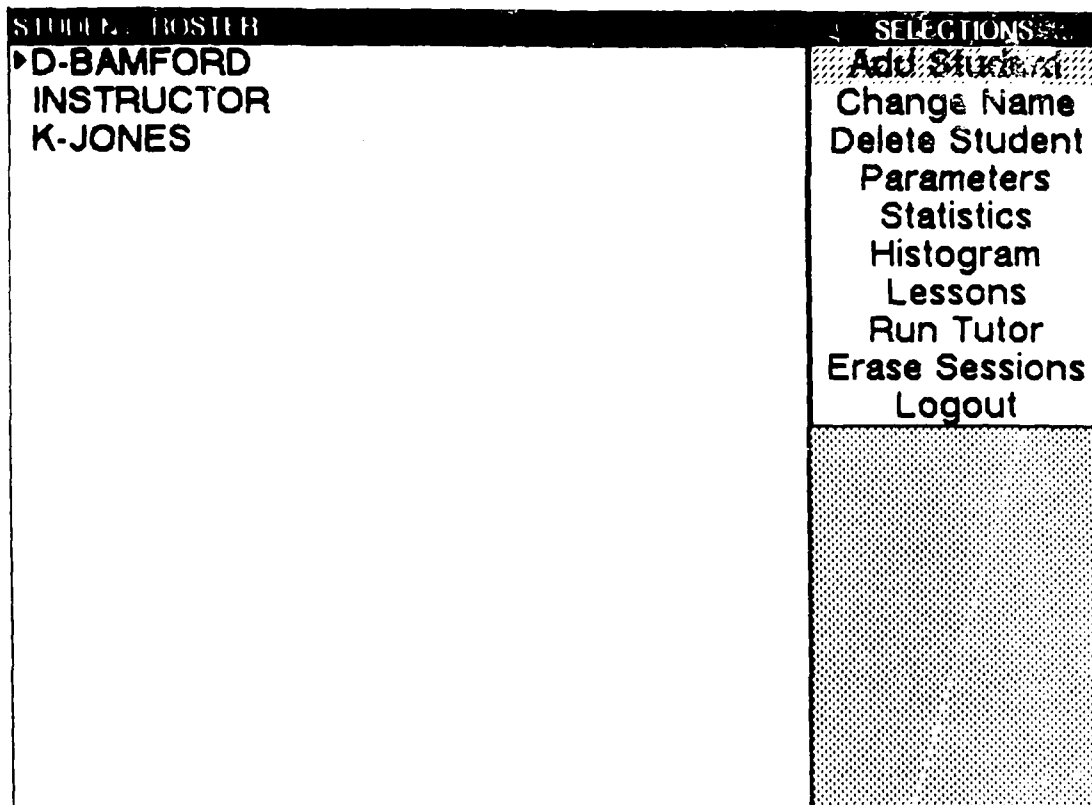 STUDENT ROSTER
▸D-BAMFORD
INSTRUCTOR
K-JONES
SELECTIONS
Add Student
Change Name
Delete Student
Parameters
Statistics
Histogram
Lessons
Run Tutor
Erase Sessions
Logout